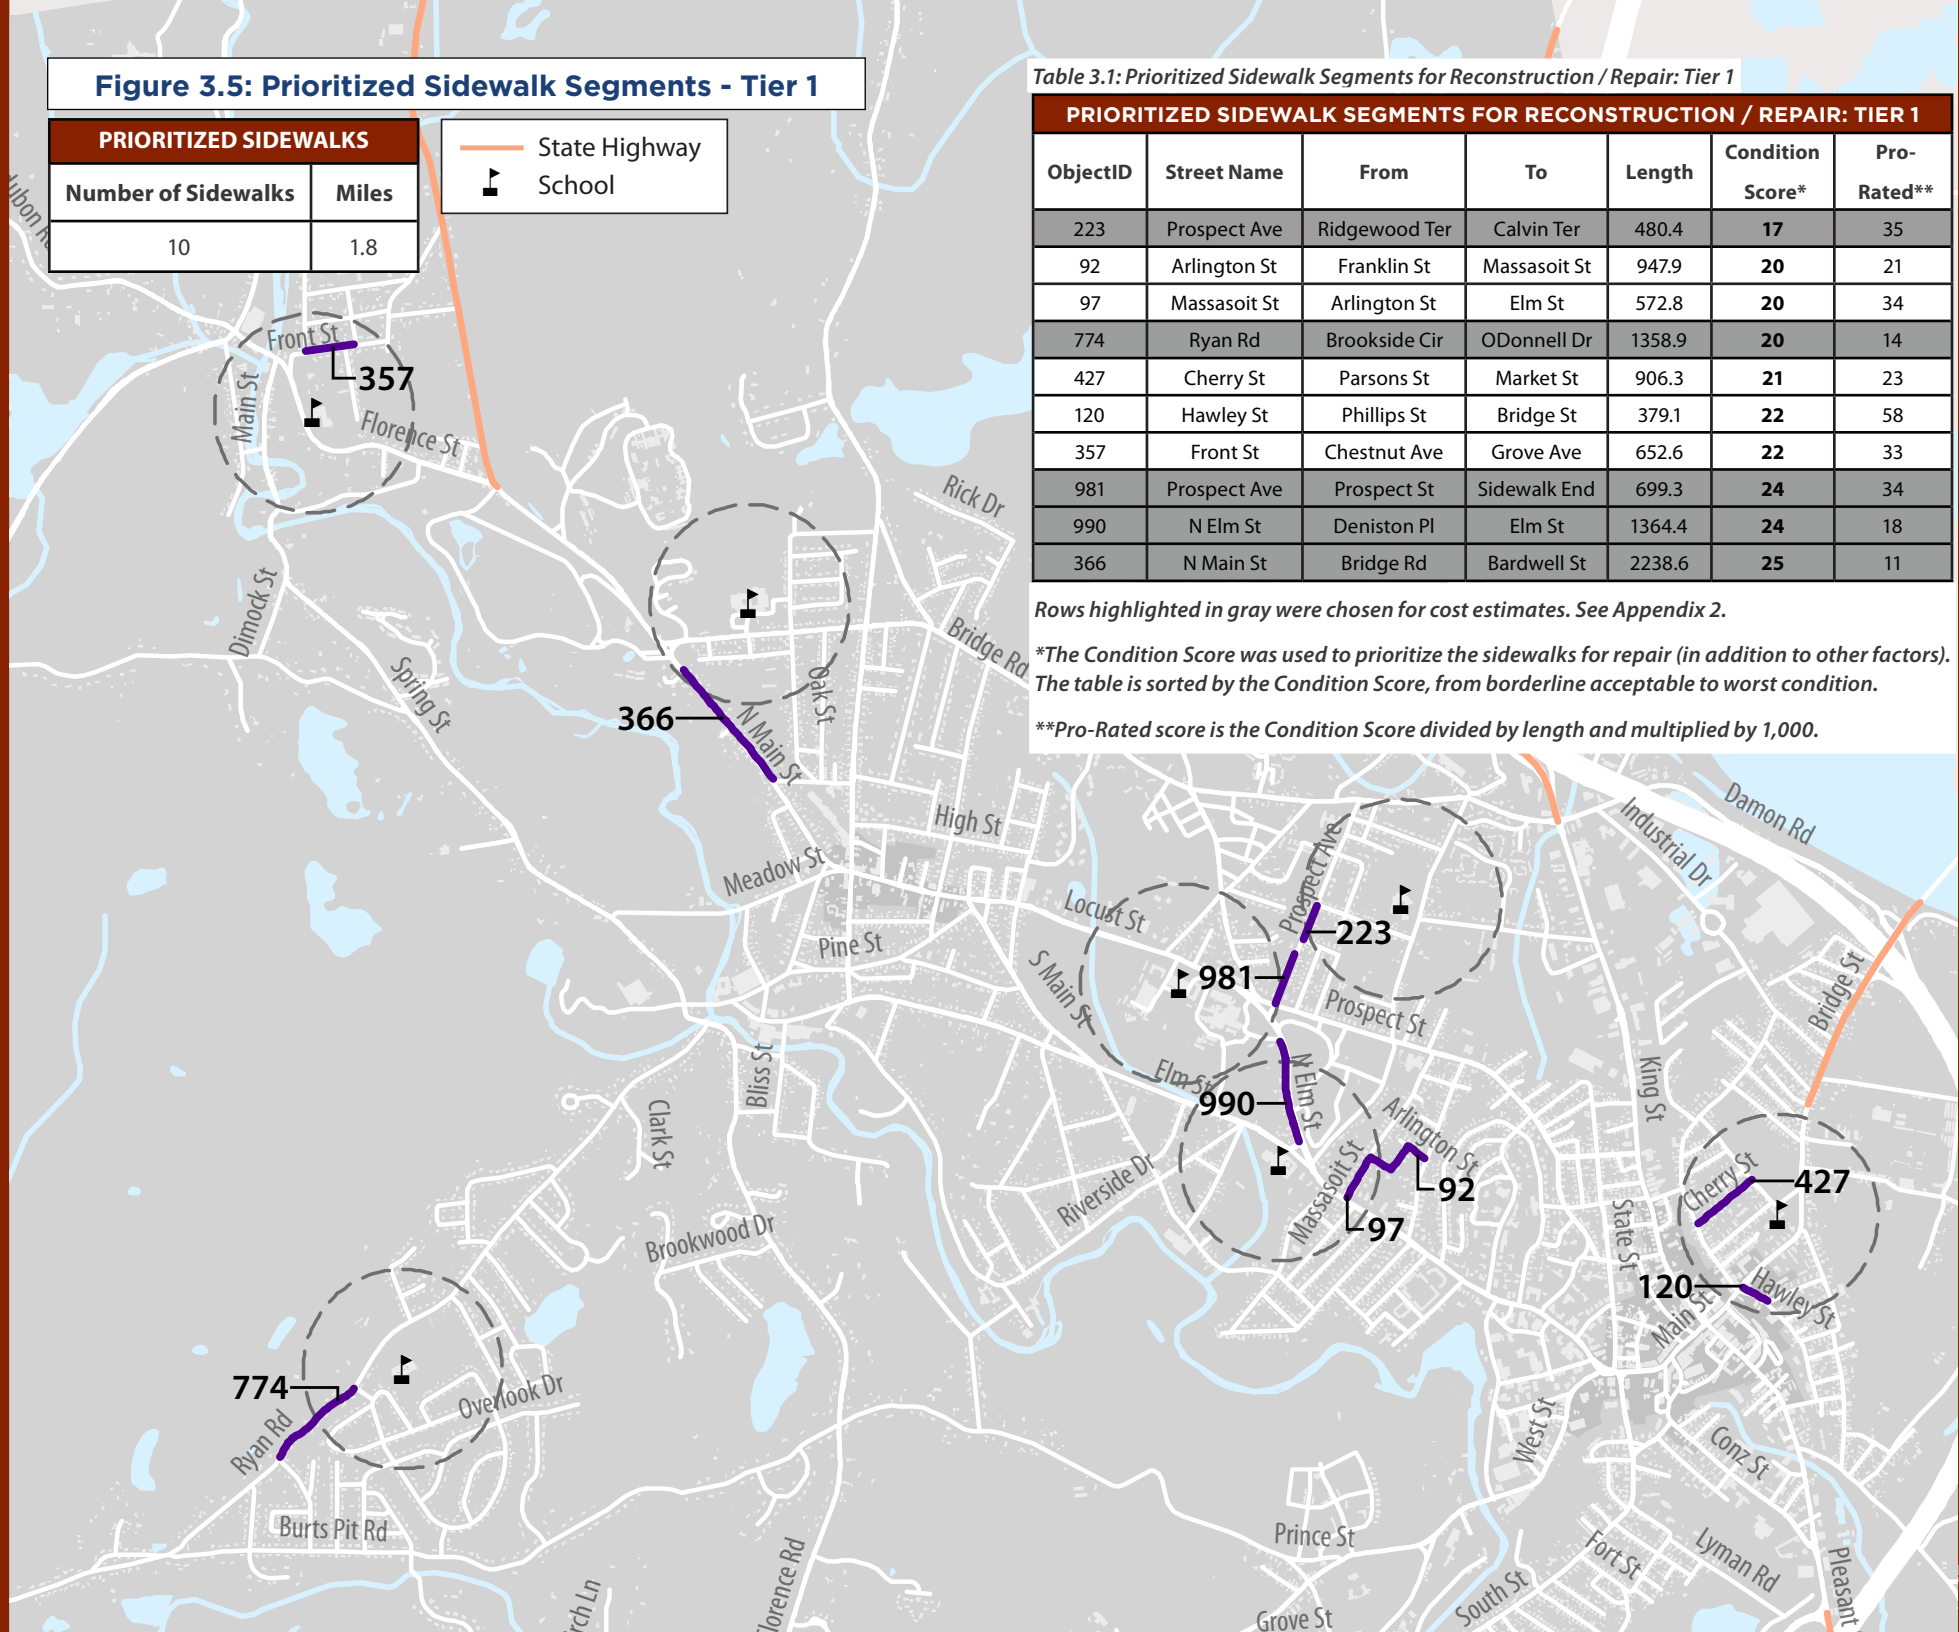 Figure 3.5: Prioritized Sidewalk Segments - Tier 1
PRIORITIZED SIDEWALKS
Number of Sidewalks Miles
10 1.8
State Highway
School
Table 3.1: Prioritized Sidewalk Segments for Reconstruction / Repair: Tier 1
PRIORITIZED SIDEWALK SEGMENTS FOR RECONSTRUCTION / REPAIR: TIER 1
ObjectID Street Name From To Length Condition Score* Pro-Rated**
223 Prospect Ave Ridgewood Ter Calvin Ter 480.4 17 35
92 Arlington St Franklin St Massasoit St 947.9 20 21
97 Massasoit St Arlington St Elm St 572.8 20 34
774 Ryan Rd Brookside Cir ODonnell Dr 1358.9 20 14
427 Cherry St Parsons St Market St 906.3 21 23
120 Hawley St Phillips St Bridge St 379.1 22 58
357 Front St Chestnut Ave Grove Ave 652.6 22 33
981 Prospect Ave Prospect St Sidewalk End 699.3 24 34
990 N Elm St Deniston Pl Elm St 1364.4 24 18
366 N Main St Bridge Rd Bardwell St 2238.6 25 11
Rows highlighted in gray were chosen for cost estimates. See Appendix 2.
*The Condition Score was used to prioritize the sidewalks for repair (in addition to other factors).
The table is sorted by the Condition Score, from borderline acceptable to worst condition.
**Pro-Rated score is the Condition Score divided by length and multiplied by 1,000.
Front St
357
Main St
Florence St
Rick Dr
Dimock St
Spring St
Bridge Rd
Oak St
366
N Main St
High St
Meadow St
Pine St
Locust St
S Main St
Prospect Ave
223
981
Prospect St
Industrial Dr
Damon Rd
Bridge St
Elm St
990
N Elm St
Arlington St
92
Massasoit St
97
Riverside Dr
King St
State St
Cherry St
427
120
Hawley St
Main St
Bliss St
Clark St
Brookwood Dr
774
Ryan Rd
Overlook Dr
Burts Pit Rd
West St
Conz St
Prince St
Fort St
Lyman Rd
Pleasant
South St
Grove St